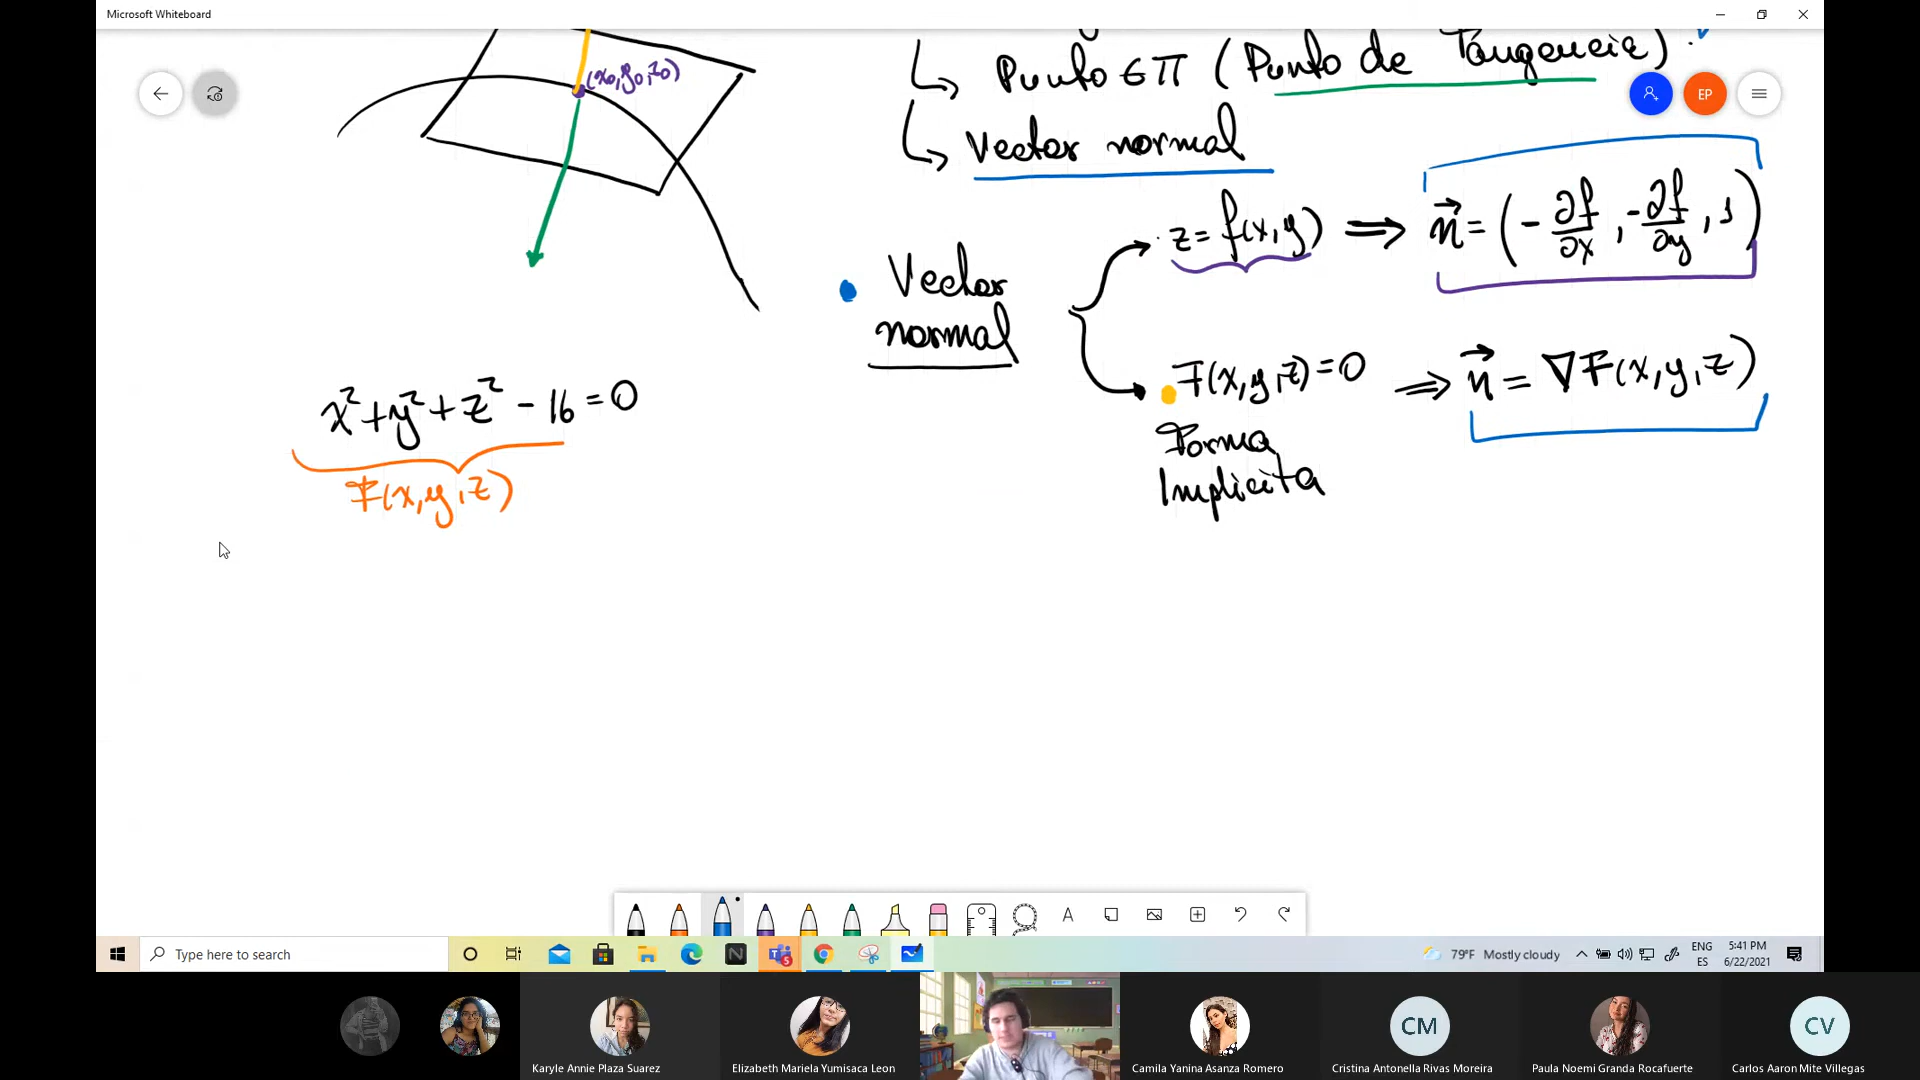 Microsoft Whiteboard
(x₀,y₀,z₀)
Punto ∈ π (Punto de Tangencia).
Vector normal
EP
z = f(x,y) ⟹ n⃗ = (-∂f/∂x, -∂f/∂y, 1)
Vector
normal
F(x,y,z)=0 ⟹ n⃗ = ∇F(x,y,z)
Forma
Implicita
x²+y²+z² - 16 = 0
F(x,y,z)
A
Type here to search
79°F Mostly cloudy
ENG
ES
5:41 PM
6/22/2021
CM
CV
Karyle Annie Plaza Suarez
Elizabeth Mariela Yumisaca Leon
Camila Yanina Asanza Romero
Cristina Antonella Rivas Moreira
Paula Noemi Granda Rocafuerte
Carlos Aaron Mite Villegas